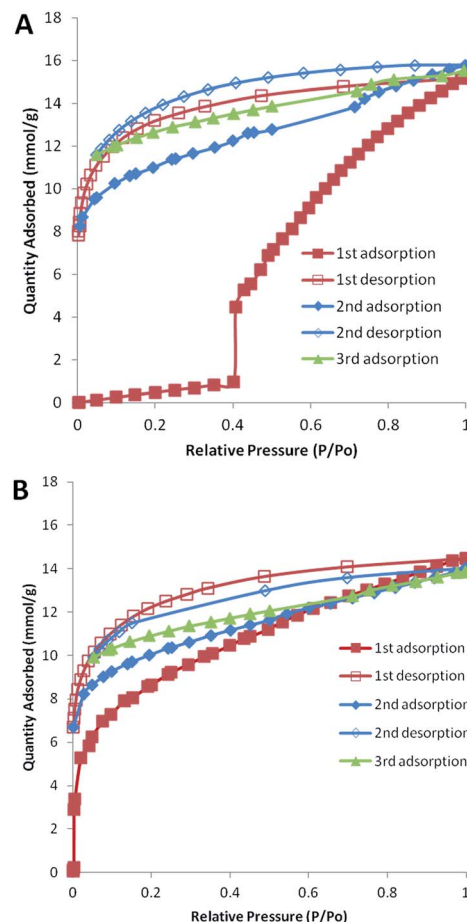 A
18
16
14
12
10
8
6
4
2
0
Quantity Adsorbed (mmol/g)
1st adsorption
1st desorption
2nd adsorption
2nd desorption
3rd adsorption
0
0.2
0.4
0.6
0.8
1
Relative Pressure (P/Po)
B
18
16
14
12
10
8
6
4
2
0
Quantity Adsorbed (mmol/g)
1st adsorption
1st desorption
2nd adsorption
2nd desorption
3rd adsorption
0
0.2
0.4
0.6
0.8
1
Relative Pressure (P/Po)